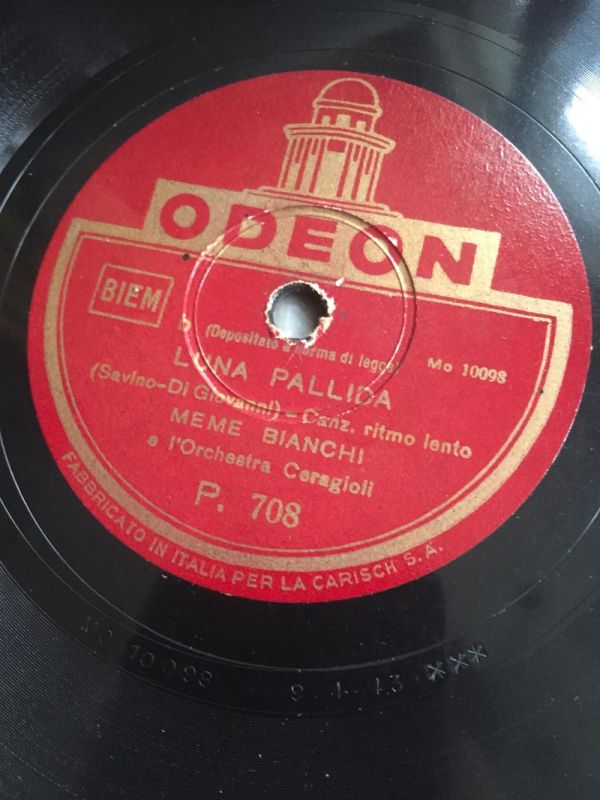 ODEON
BIEM
(Depositato a norma di legge) Mo 10098
LUNA PALLIDA
(Savino-Di Giovanni) - Canz. ritmo lento
MEME BIANCHI
e l'Orchestra Ceragioli
P. 708
FABBRICATO IN ITALIA PER LA CARISCH S.A.
MO 10098 9.4.43 ***